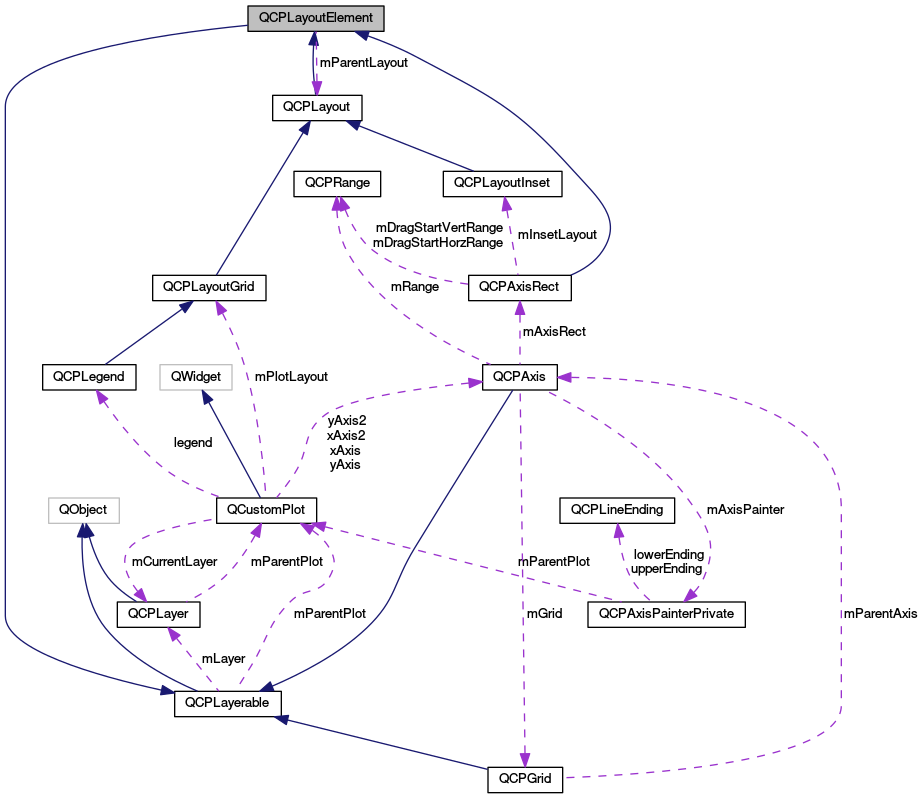 QCPLayoutElement
mParentLayout
QCPLayout
QCPRange
QCPLayoutInset
mDragStartVertRange
mDragStartHorzRange
mInsetLayout
QCPLayoutGrid
mRange
QCPAxisRect
mAxisRect
QCPLegend
QWidget
mPlotLayout
QCPAxis
legend
yAxis2
xAxis2
xAxis
yAxis
QObject
QCustomPlot
QCPLineEnding
mAxisPainter
mCurrentLayer
mParentPlot
mParentPlot
lowerEnding
upperEnding
QCPLayer
mParentPlot
mGrid
QCPAxisPainterPrivate
mParentAxis
mLayer
QCPLayerable
QCPGrid